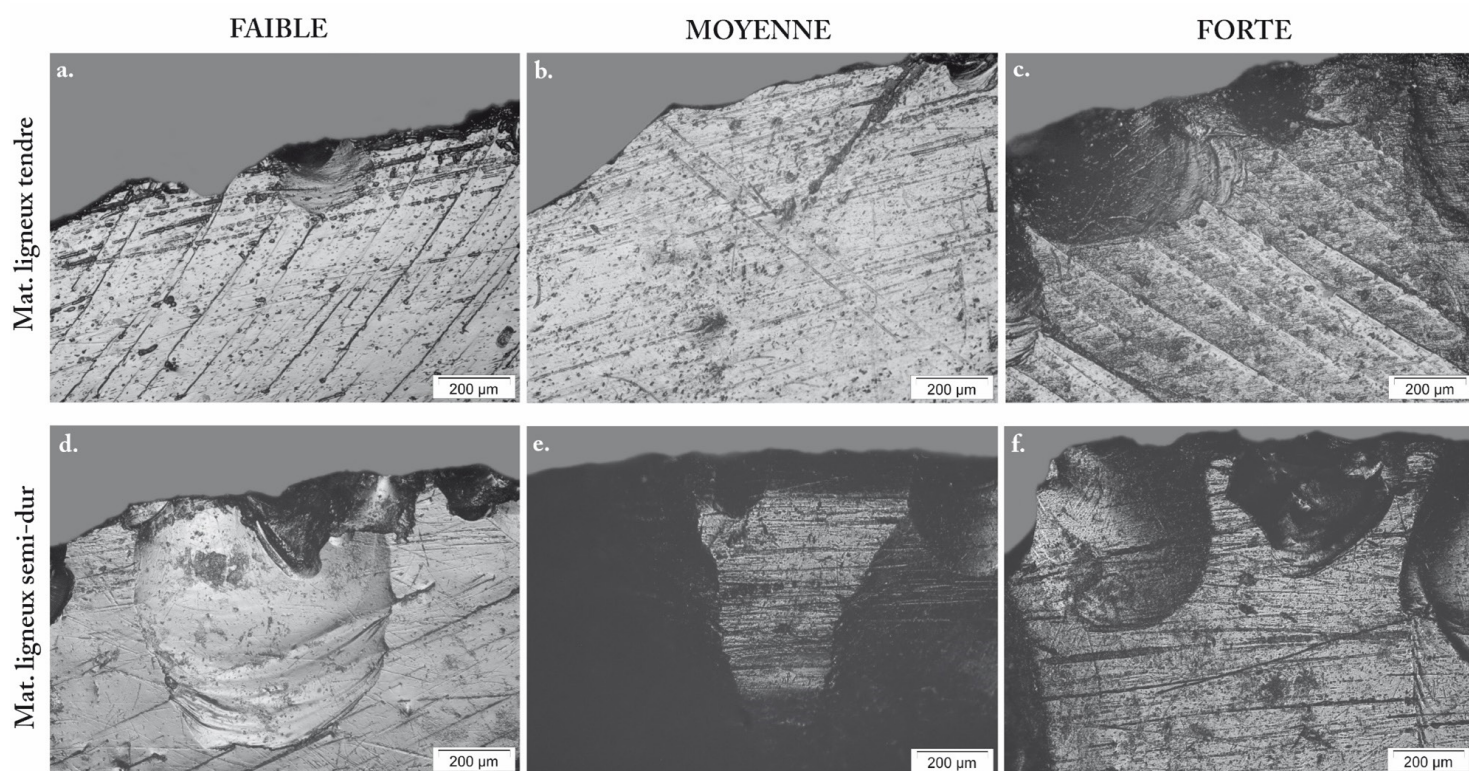 FAIBLE MOYENNE FORTE
Mat. ligneux tendre
a. b. c.
200 µm 200 µm 200 µm
Mat. ligneux semi-dur
d. e. f.
200 µm 200 µm 200 µm